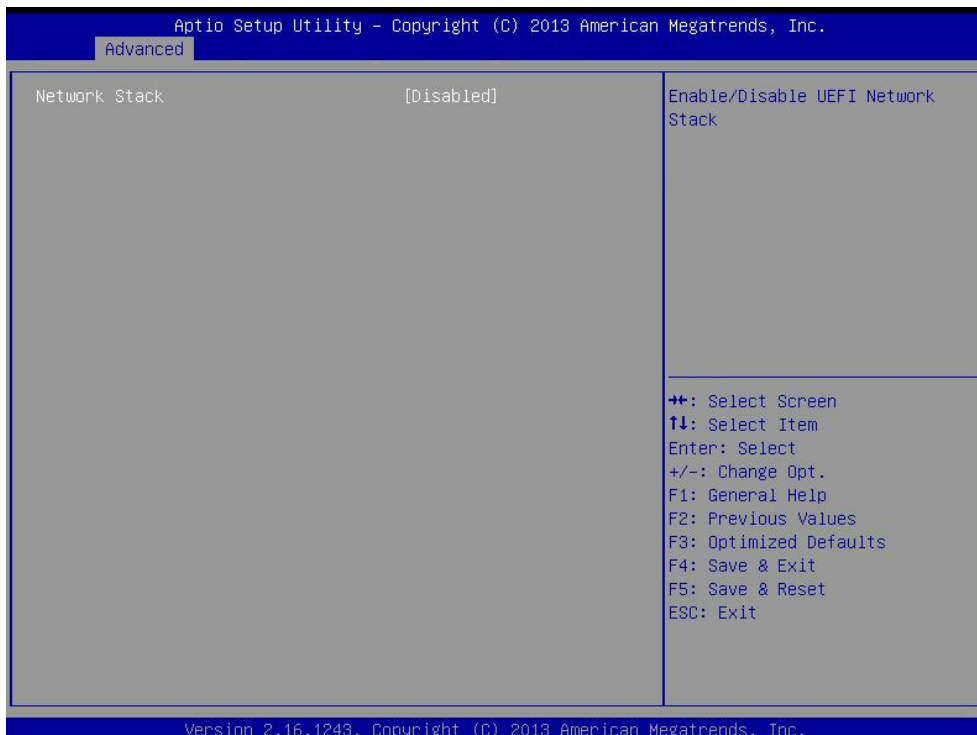 Aptio Setup Utility – Copyright (C) 2013 American Megatrends, Inc.
Advanced
Network Stack [Disabled]
Enable/Disable UEFI Network
Stack
→←: Select Screen
↑↓: Select Item
Enter: Select
+/-: Change Opt.
F1: General Help
F2: Previous Values
F3: Optimized Defaults
F4: Save & Exit
F5: Save & Reset
ESC: Exit
Version 2.16.1243. Copyright (C) 2013 American Megatrends, Inc.